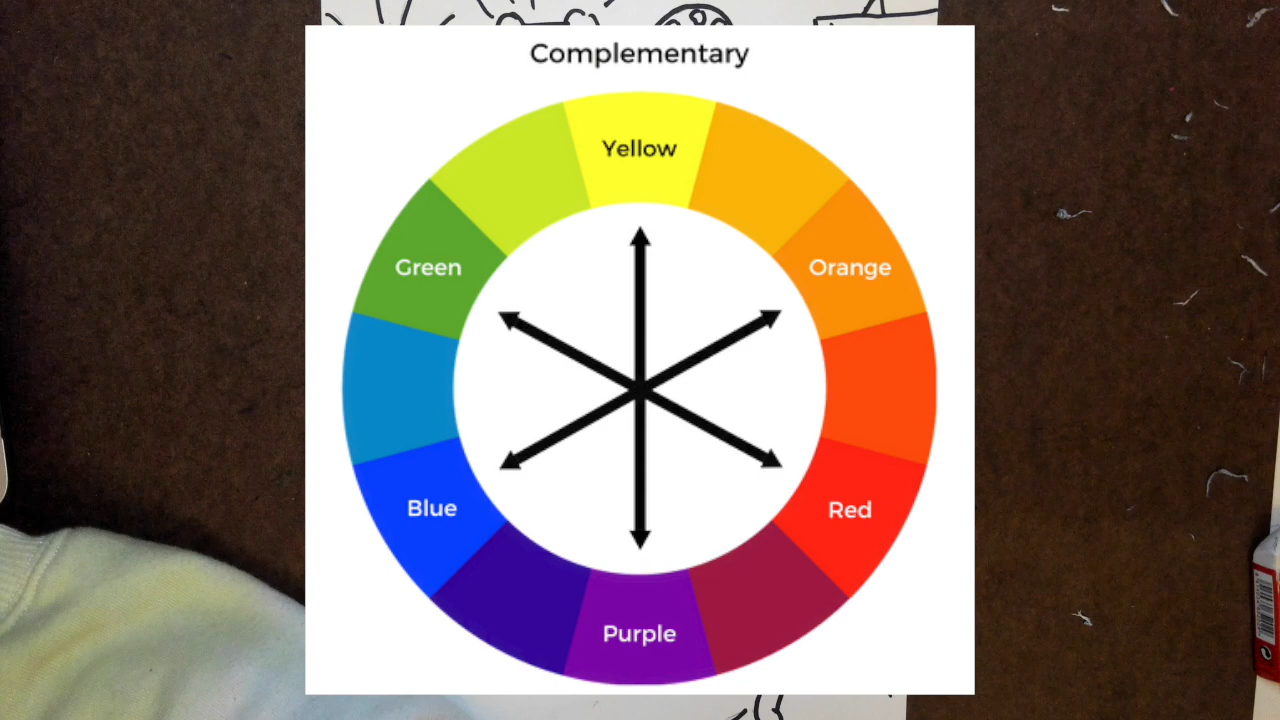 Complementary
Yellow
Green
Orange
Blue
Red
Purple